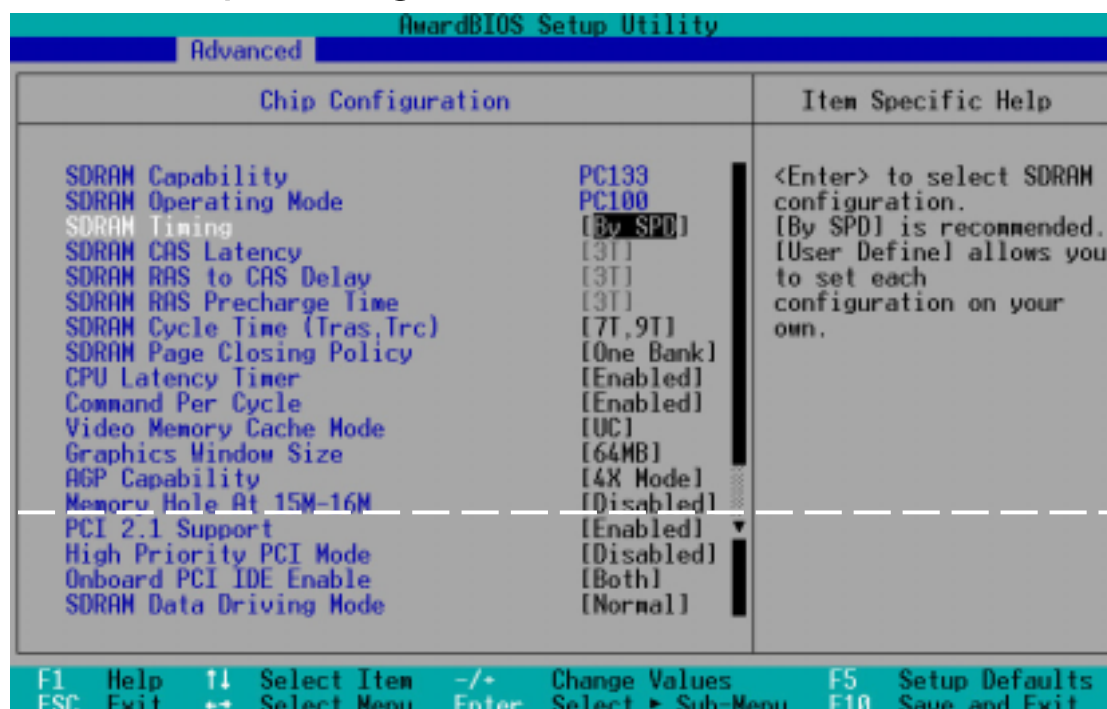 AwardBIOS Setup Utility
Advanced
Chip Configuration
Item Specific Help
SDRAM Capability PC133
SDRAM Operating Mode PC100
SDRAM Timing [By SPD]
SDRAM CAS Latency [3T]
SDRAM RAS to CAS Delay [3T]
SDRAM RAS Precharge Time [3T]
SDRAM Cycle Time (Tras,Trc) [7T,9T]
SDRAM Page Closing Policy [One Bank]
CPU Latency Timer [Enabled]
Command Per Cycle [Enabled]
Video Memory Cache Mode [UC]
Graphics Window Size [64MB]
AGP Capability [4X Mode]
Memory Hole At 15M-16M [Disabled]
PCI 2.1 Support [Enabled]
High Priority PCI Mode [Disabled]
Onboard PCI IDE Enable [Both]
SDRAM Data Driving Mode [Normal]
<Enter> to select SDRAM
configuration.
[By SPD] is recommended.
[User Define] allows you
to set each
configuration on your
own.
F1 Help ↑↓ Select Item -/+ Change Values F5 Setup Defaults
ESC Exit ←→ Select Menu Enter Select ► Sub-Menu F10 Save and Exit